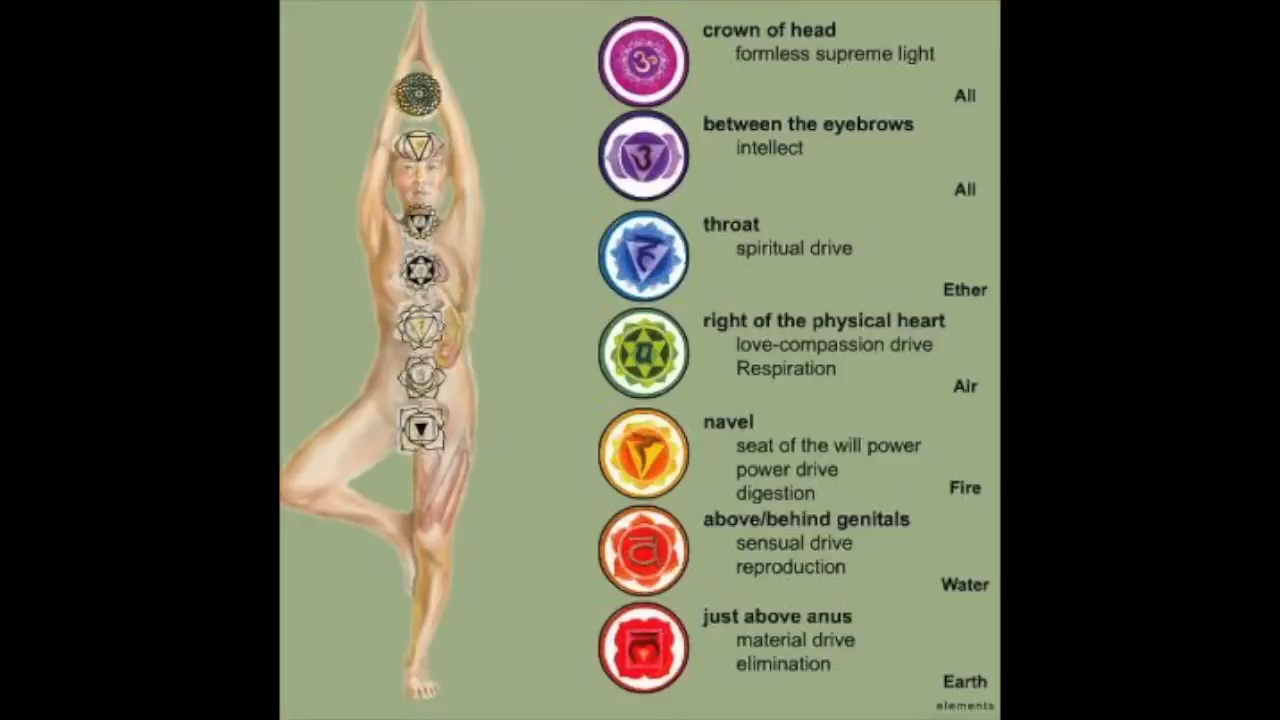 crown of head
formless supreme light
All
between the eyebrows
intellect
All
throat
spiritual drive
Ether
right of the physical heart
love-compassion drive
Respiration
Air
navel
seat of the will power
power drive
digestion
Fire
above/behind genitals
sensual drive
reproduction
Water
just above anus
material drive
elimination
Earth
elements
ॐ